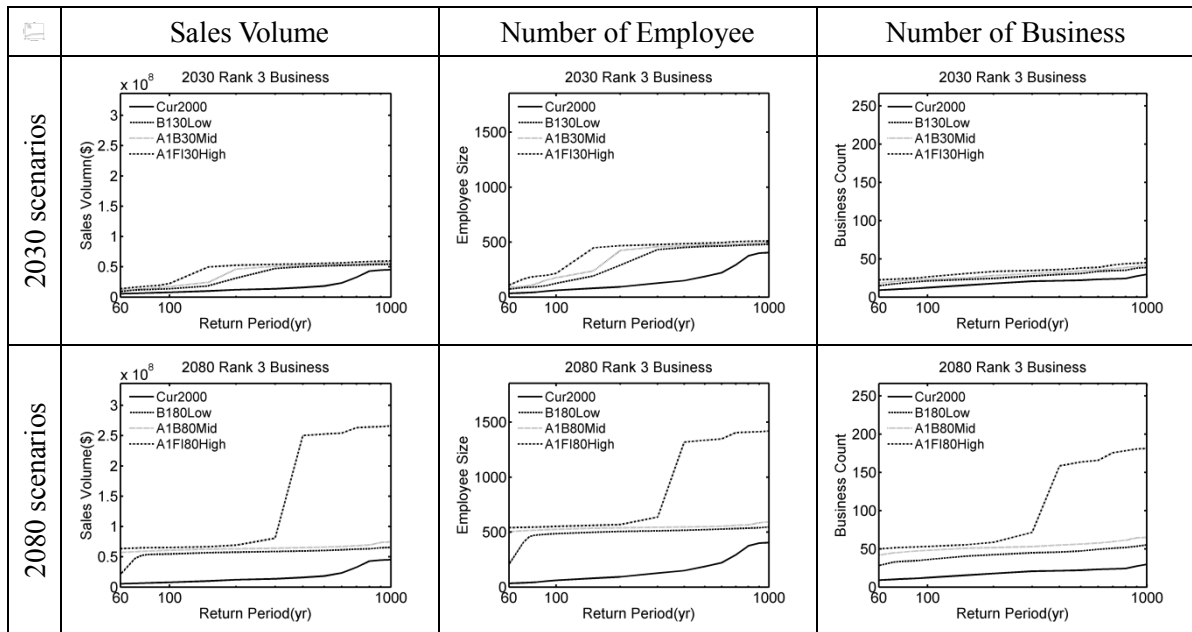 Sales Volume
Number of Employee
Number of Business
2030 scenarios
2030 Rank 3 Business
x 10⁸
Cur2000
B130Low
A1B30Mid
A1FI30High
3
2.5
2
1.5
1
0.5
0
Sales Volumn($)
60
100
1000
Return Period(yr)
2030 Rank 3 Business
Cur2000
B130Low
A1B30Mid
A1FI30High
1500
1000
500
0
Employee Size
60
100
1000
Return Period(yr)
2030 Rank 3 Business
Cur2000
B130Low
A1B30Mid
A1FI30High
250
200
150
100
50
0
Business Count
60
100
1000
Return Period(yr)
2080 scenarios
2080 Rank 3 Business
x 10⁸
Cur2000
B180Low
A1B80Mid
A1FI80High
3
2.5
2
1.5
1
0.5
0
Sales Volume($)
60
100
1000
Return Period(yr)
2080 Rank 3 Business
Cur2000
B180Low
A1B80Mid
A1FI80High
1500
1000
500
0
Employee Size
60
100
1000
Return Period(yr)
2080 Rank 3 Business
Cur2000
B180Low
A1B80Mid
A1FI80High
250
200
150
100
50
0
Business Count
60
100
1000
Return Period(yr)